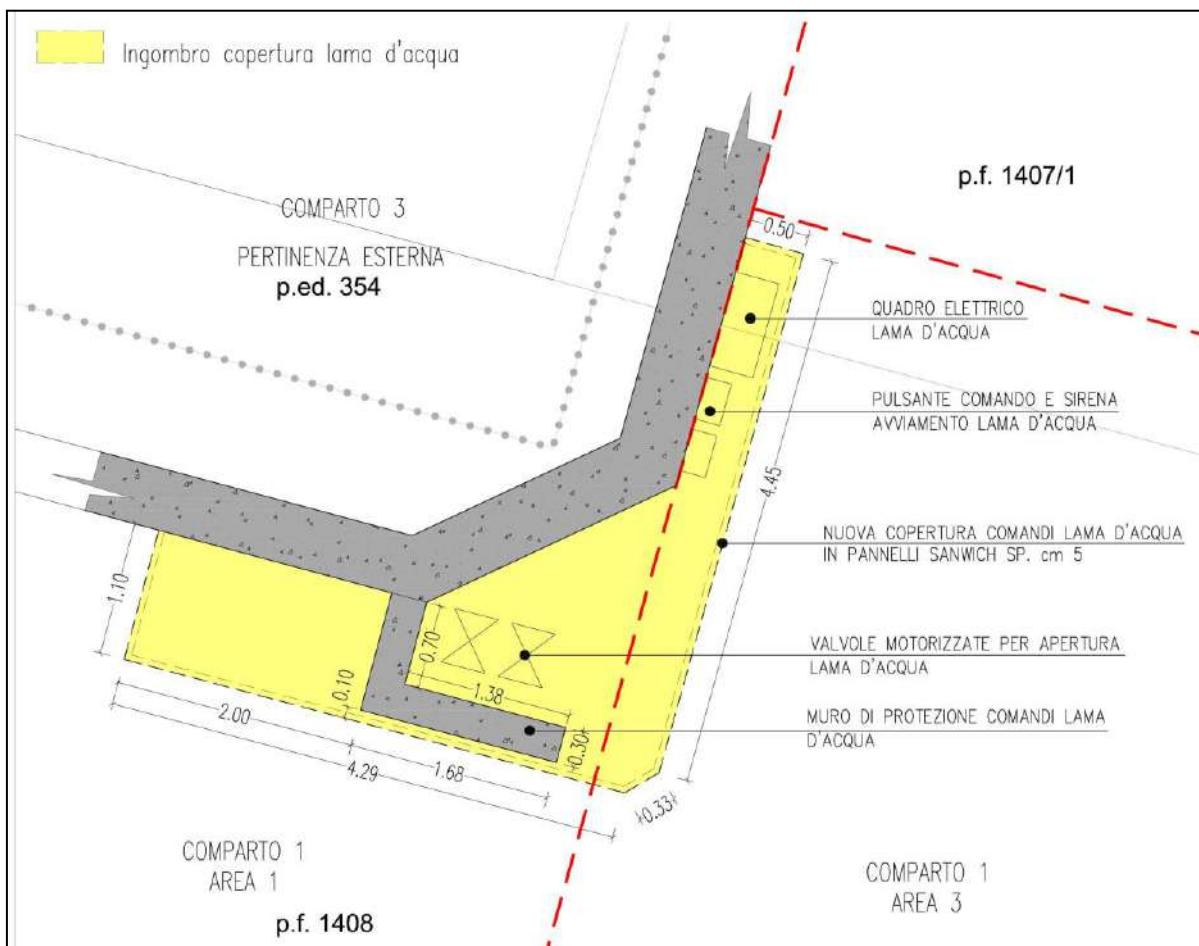 Ingombro copertura lama d'acqua
p.f. 1407/1
COMPARTO 3
PERTINENZA ESTERNA
p.ed. 354
0.50
QUADRO ELETTRICO
LAMA D'ACQUA
PULSANTE COMANDO E SIRENA
AVVIAMENTO LAMA D'ACQUA
4.45
NUOVA COPERTURA COMANDI LAMA D'ACQUA
IN PANNELLI SANWICH SP. cm 5
1.10
0.70
VALVOLE MOTORIZZATE PER APERTURA
LAMA D'ACQUA
1.38
0.10
MURO DI PROTEZIONE COMANDI LAMA
D'ACQUA
2.00
0.30
1.68
4.29
0.33
COMPARTO 1
AREA 1
COMPARTO 1
AREA 3
p.f. 1408